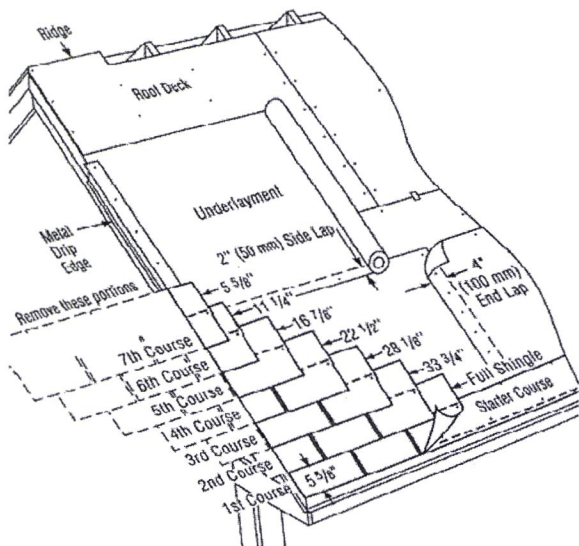 Ridge
Roof Deck
Underlayment
Metal
Drip
Edge
2" (50 mm) Side Lap
4"
(100 mm)
End Lap
Remove these portions
5 5/8"
11 1/4"
16 7/8"
22 1/2"
28 1/8"
33 3/4"
Full Shingle
Starter Course
7th Course
6th Course
5th Course
4th Course
3rd Course
2nd Course
1st Course
5 5/8"